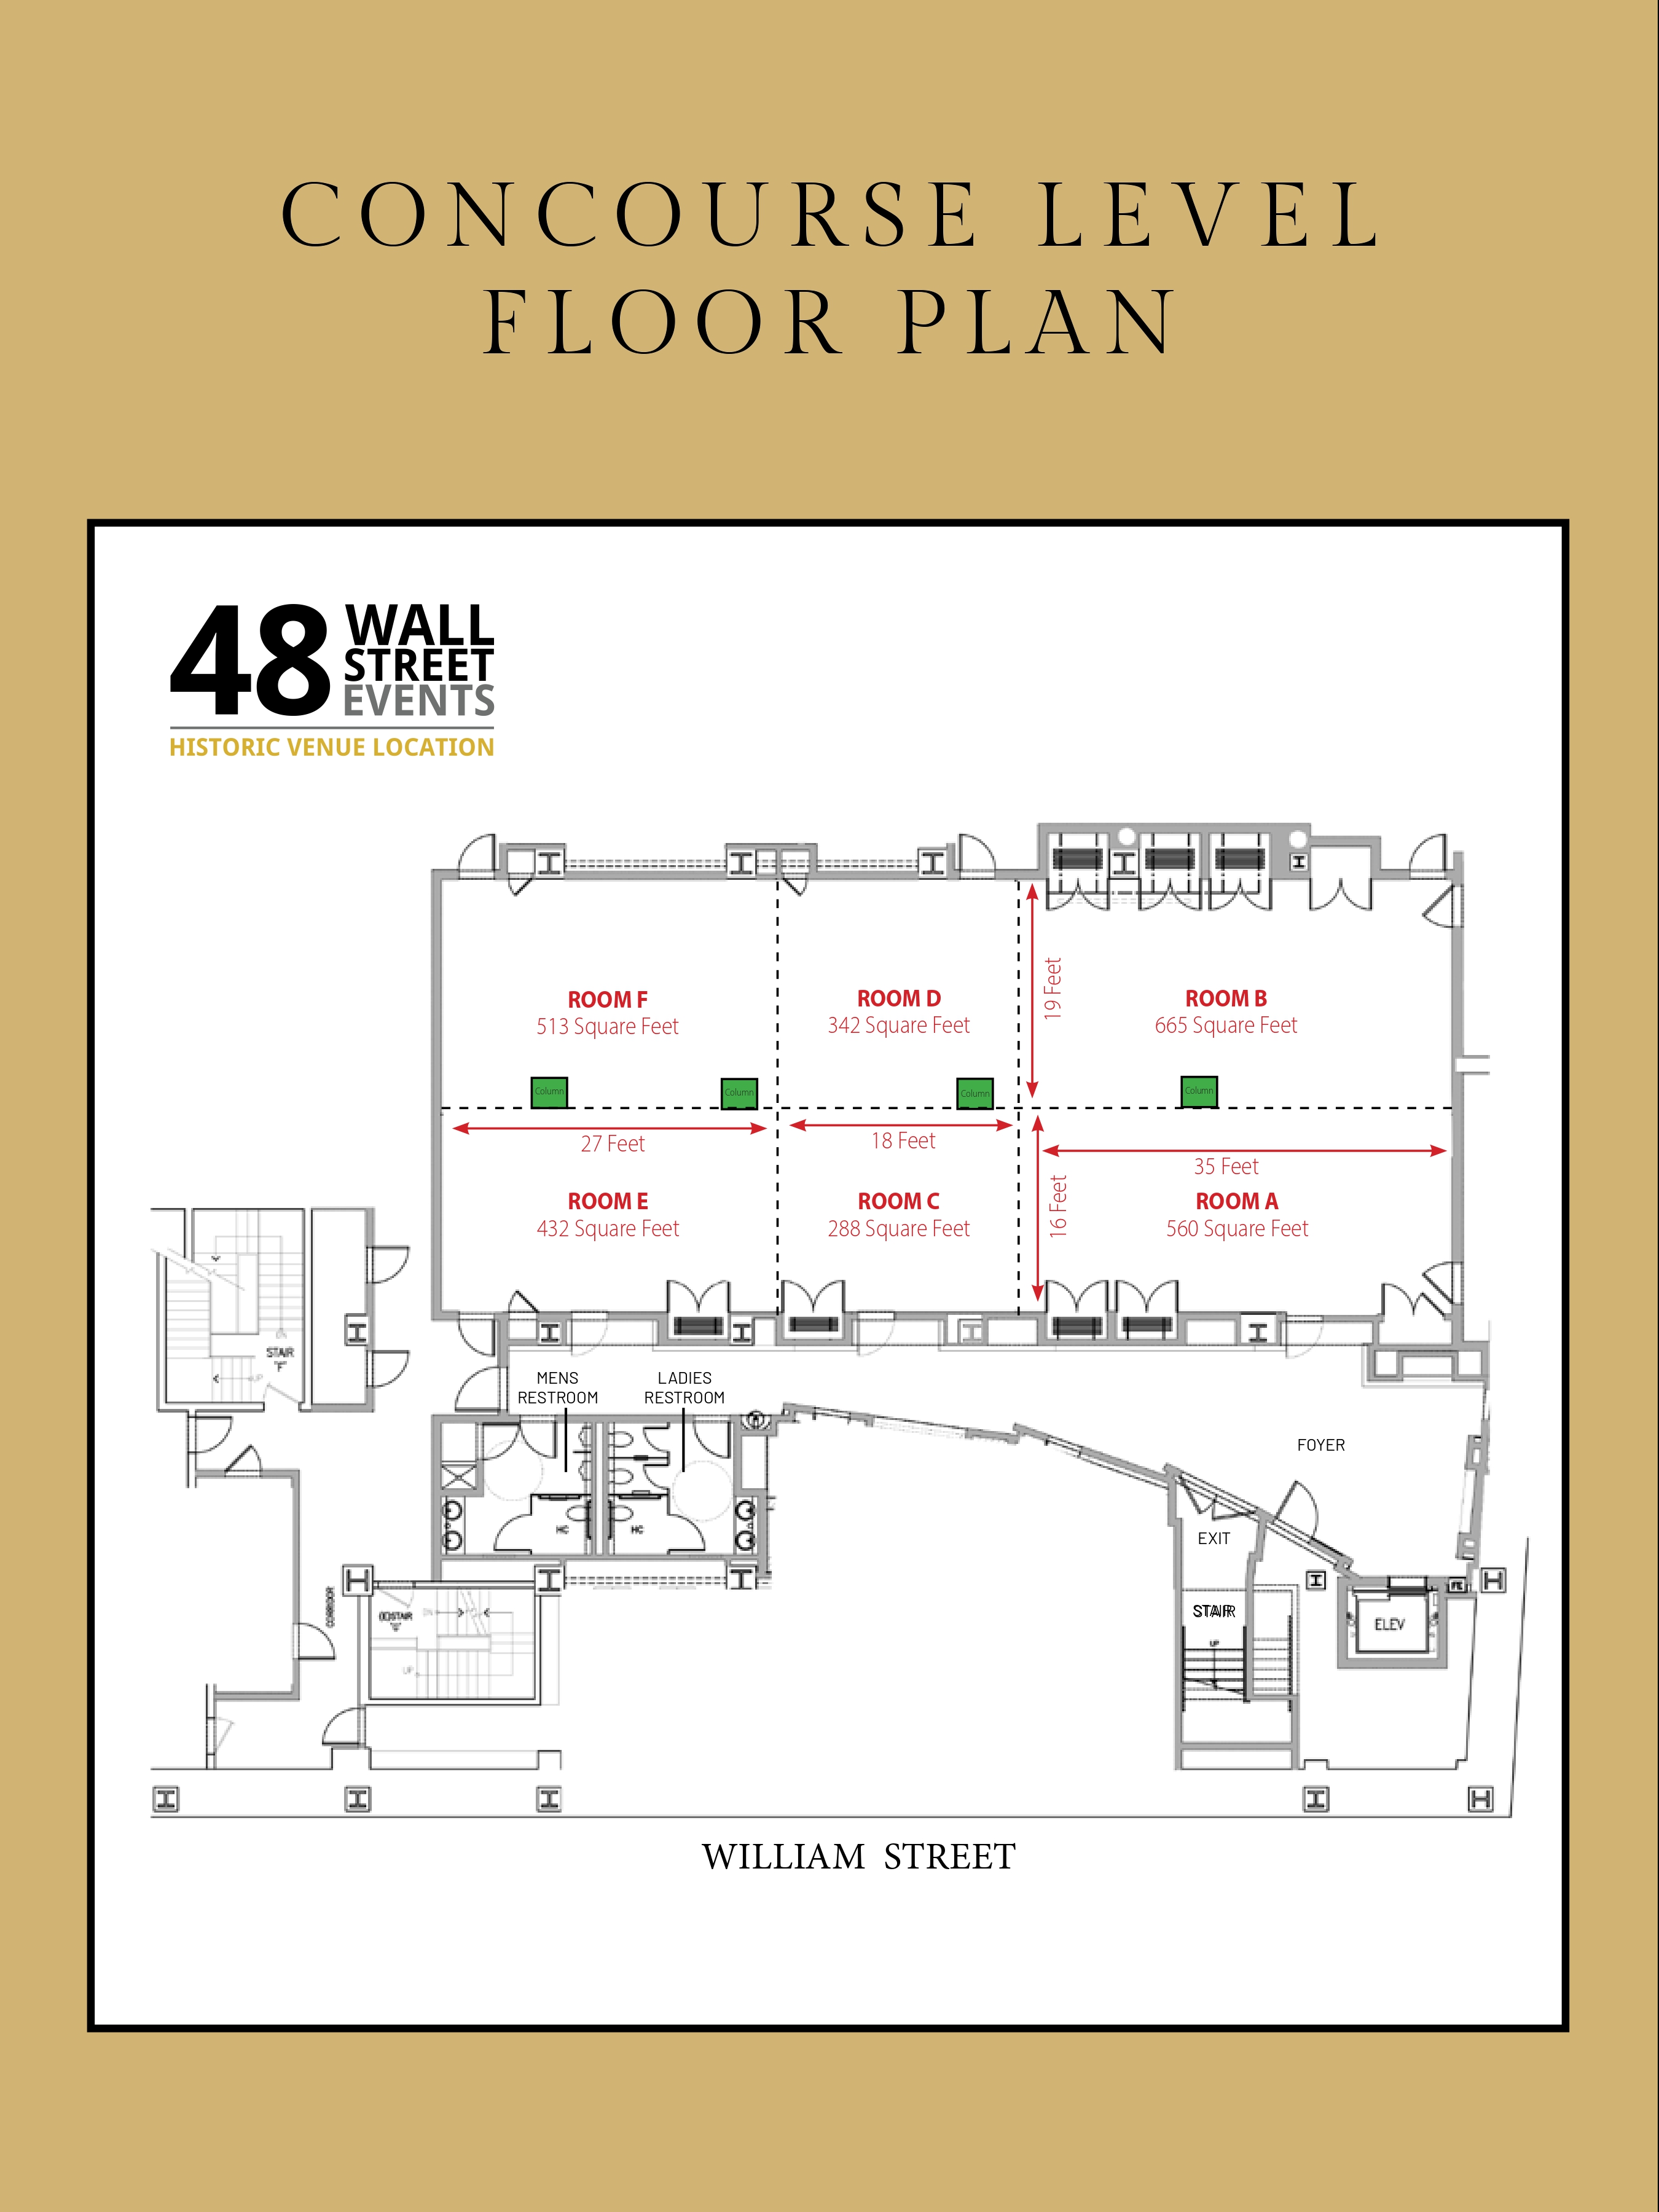 CONCOURSE LEVEL
FLOOR PLAN
48 WALL
STREET
EVENTS
HISTORIC VENUE LOCATION
ROOM F
513 Square Feet
ROOM D
342 Square Feet
19 Feet
ROOM B
665 Square Feet
Column
Column
Column
Column
27 Feet
18 Feet
35 Feet
16 Feet
ROOM E
432 Square Feet
ROOM C
288 Square Feet
ROOM A
560 Square Feet
STAIR
"F"
UP
MENS
RESTROOM
LADIES
RESTROOM
FOYER
HC
HC
EXIT
CORRIDOR
(E)STAIR
DN
UP
STAIR
UP
ELEV
WILLIAM STREET